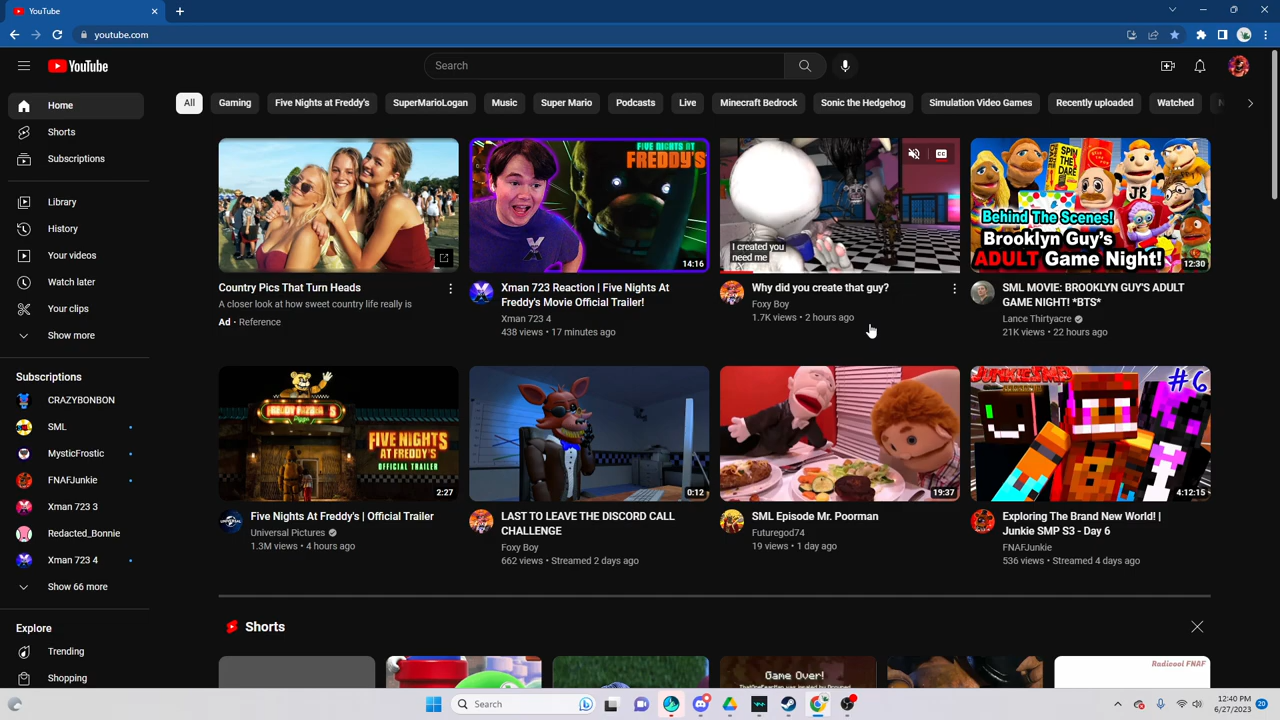 YouTube
youtube.com
YouTube
Search
All
Gaming
Five Nights at Freddy's
SuperMarioLogan
Music
Super Mario
Podcasts
Live
Minecraft Bedrock
Sonic the Hedgehog
Simulation Video Games
Recently uploaded
Watched
Home
Shorts
Subscriptions
Library
History
Your videos
Watch later
Your clips
Show more
Subscriptions
CRAZYBONBON
SML
MysticFrostic
FNAFJunkie
Xman 723 3
Redacted_Bonnie
Xman 723 4
Show 66 more
Explore
Trending
Shopping
Country Pics That Turn Heads
A closer look at how sweet country life really is
Ad • Reference
FIVE NIGHTS
AT
FREDDY'S
14:16
Xman 723 Reaction | Five Nights At
Freddy's Movie Official Trailer!
Xman 723 4
438 views • 17 minutes ago
CC
I created you
need me
Why did you create that guy?
Foxy Boy
1.7K views • 2 hours ago
SPIN
THE
DARE
JR
Behind The Scenes!
Brooklyn Guy's
ADULT Game Night!
12:30
SML MOVIE: BROOKLYN GUY'S ADULT
GAME NIGHT! *BTS*
Lance Thirtyacre
21K views • 22 hours ago
FIVE NIGHTS
AT FREDDY'S
OFFICIAL TRAILER
2:27
Five Nights At Freddy's | Official Trailer
Universal Pictures
1.3M views • 4 hours ago
0:12
LAST TO LEAVE THE DISCORD CALL
CHALLENGE
Foxy Boy
662 views • Streamed 2 days ago
19:37
SML Episode Mr. Poorman
Futuregod74
19 views • 1 day ago
JUNKIESMP
#6
4:12:15
Exploring The Brand New World! |
Junkie SMP S3 - Day 6
FNAFJunkie
536 views • Streamed 4 days ago
Shorts
Game Over!
Radicool FNAF
Search
12:40 PM
6/27/2023
20